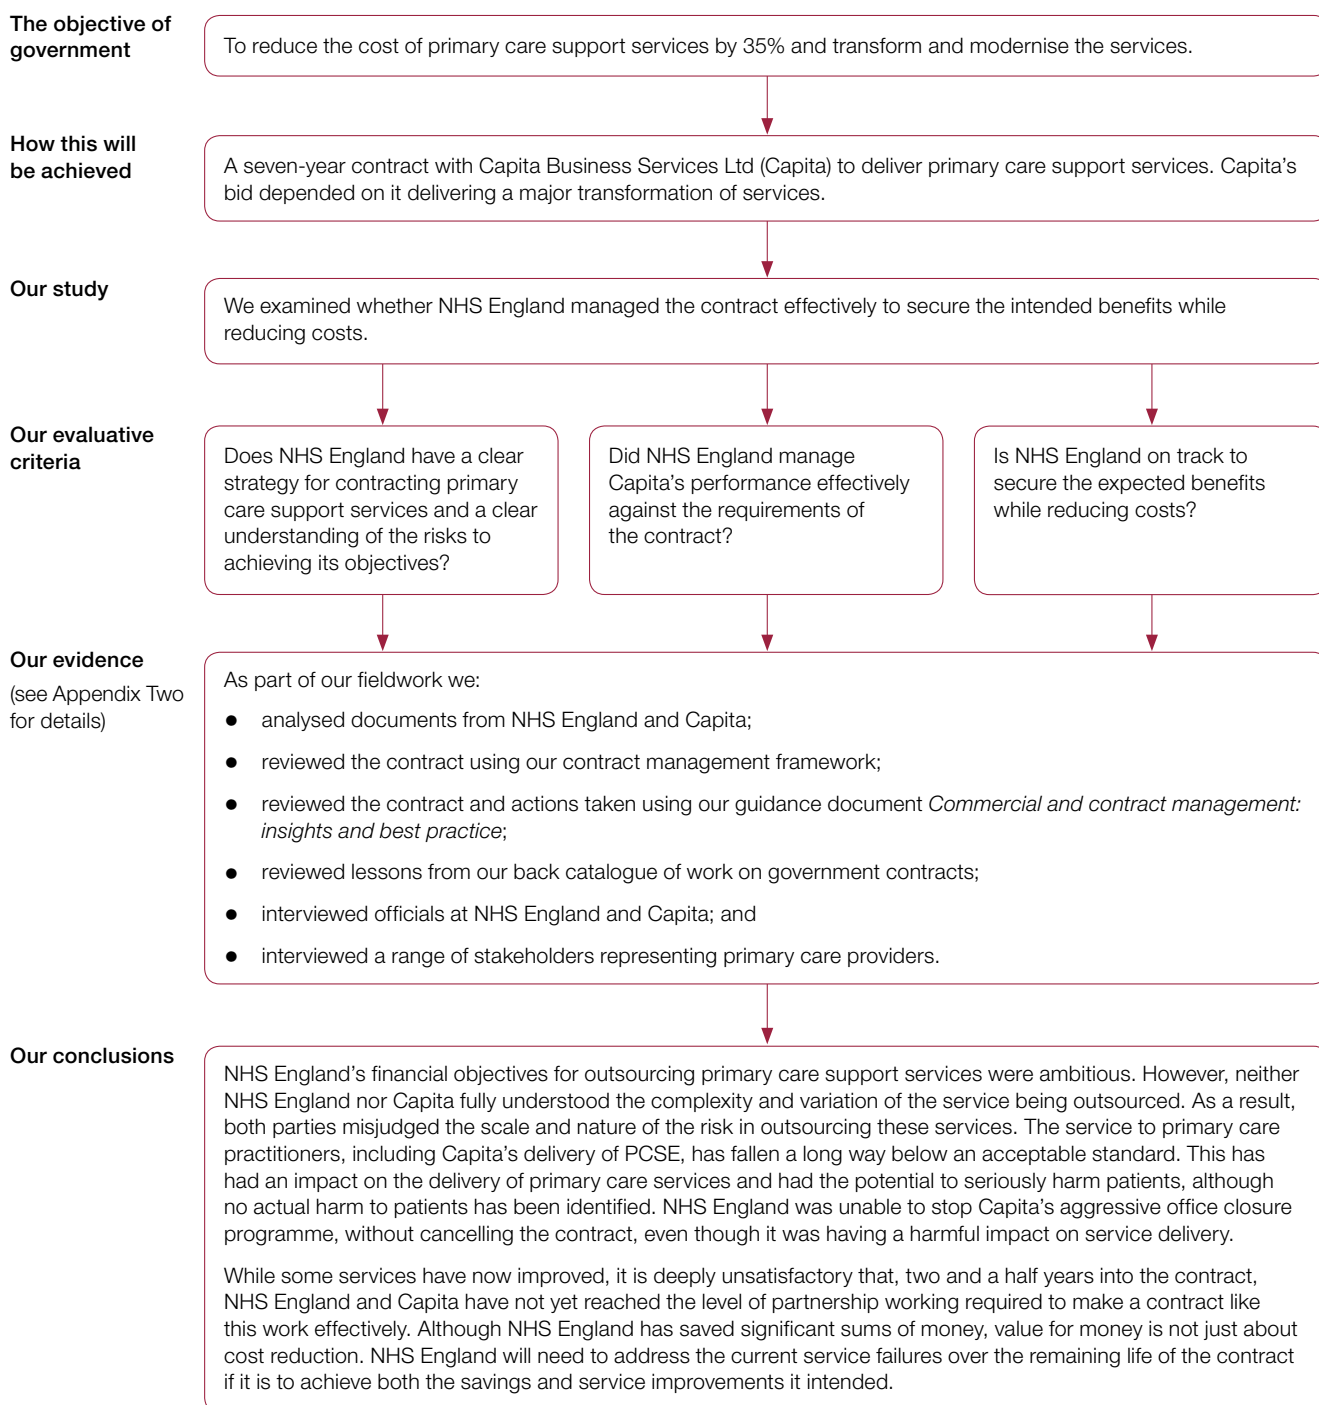 The objective of
government
To reduce the cost of primary care support services by 35% and transform and modernise the services.
How this will
be achieved
A seven-year contract with Capita Business Services Ltd (Capita) to deliver primary care support services. Capita’s
bid depended on it delivering a major transformation of services.
Our study
We examined whether NHS England managed the contract effectively to secure the intended benefits while
reducing costs.
Our evaluative
criteria
Does NHS England have a clear
strategy for contracting primary
care support services and a clear
understanding of the risks to
achieving its objectives?
Did NHS England manage
Capita’s performance effectively
against the requirements of
the contract?
Is NHS England on track to
secure the expected benefits
while reducing costs?
Our evidence
(see Appendix Two
for details)
As part of our fieldwork we:
● analysed documents from NHS England and Capita;
● reviewed the contract using our contract management framework;
● reviewed the contract and actions taken using our guidance document Commercial and contract management:
insights and best practice;
● reviewed lessons from our back catalogue of work on government contracts;
● interviewed officials at NHS England and Capita; and
● interviewed a range of stakeholders representing primary care providers.
Our conclusions
NHS England’s financial objectives for outsourcing primary care support services were ambitious. However, neither
NHS England nor Capita fully understood the complexity and variation of the service being outsourced. As a result,
both parties misjudged the scale and nature of the risk in outsourcing these services. The service to primary care
practitioners, including Capita’s delivery of PCSE, has fallen a long way below an acceptable standard. This has
had an impact on the delivery of primary care services and had the potential to seriously harm patients, although
no actual harm to patients has been identified. NHS England was unable to stop Capita’s aggressive office closure
programme, without cancelling the contract, even though it was having a harmful impact on service delivery.
While some services have now improved, it is deeply unsatisfactory that, two and a half years into the contract,
NHS England and Capita have not yet reached the level of partnership working required to make a contract like
this work effectively. Although NHS England has saved significant sums of money, value for money is not just about
cost reduction. NHS England will need to address the current service failures over the remaining life of the contract
if it is to achieve both the savings and service improvements it intended.